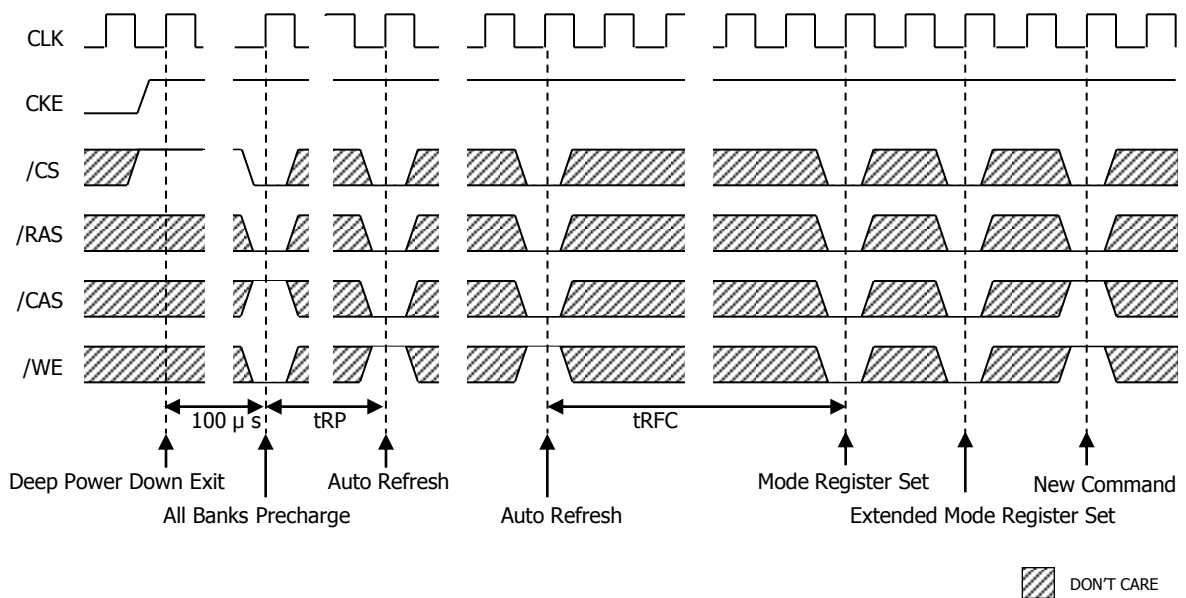 CLK
CKE
/CS
/RAS
/CAS
/WE
100 μ s
tRP
tRFC
Deep Power Down Exit
Auto Refresh
Mode Register Set
New Command
All Banks Precharge
Auto Refresh
Extended Mode Register Set
DON'T CARE